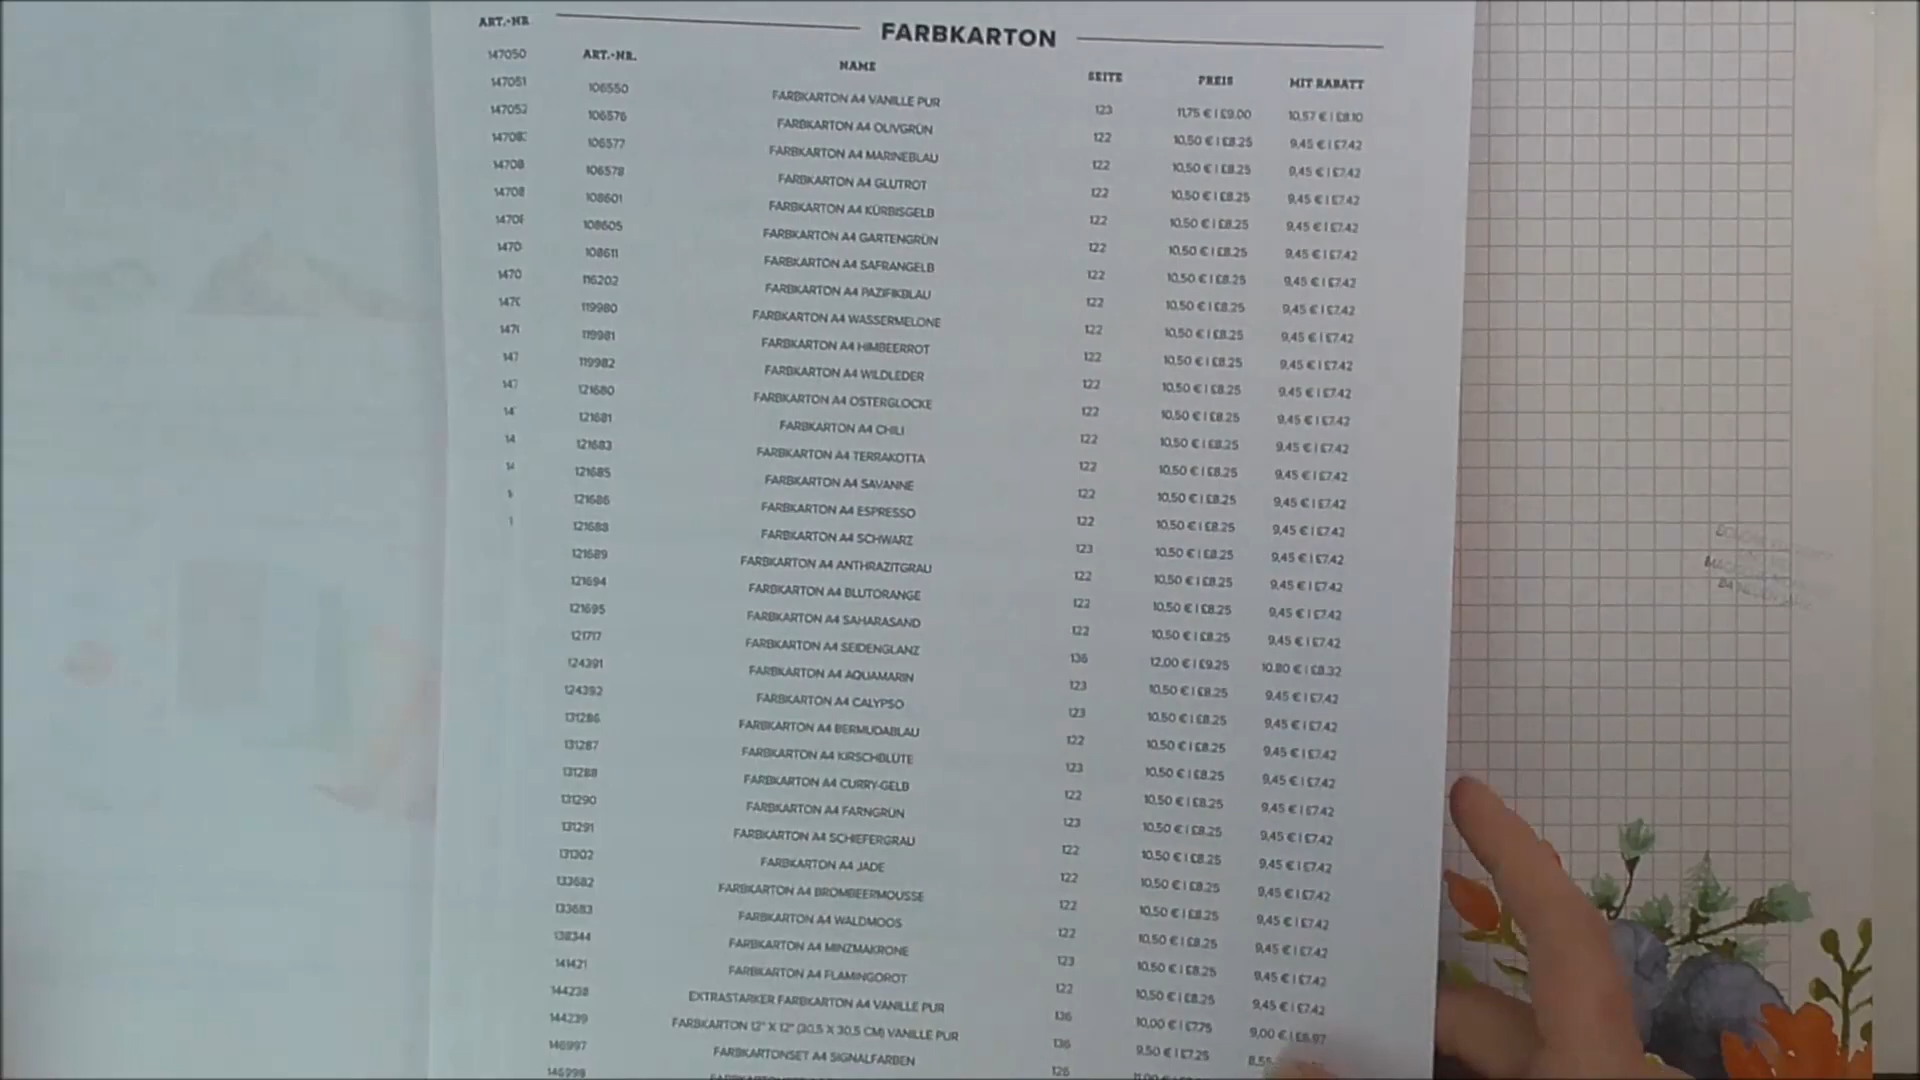 ART.-NR
147050
147051
147052
FARBKARTON
ART.-NR. NAME SEITE PREIS MIT RABATT
106550 FARBKARTON A4 VANILLE PUR 123 11,75 € | £9.00 10,57 € | £8.10
106576 FARBKARTON A4 OLIVGRÜN 122 10,50 € | £8.25 9,45 € | £7.42
106577 FARBKARTON A4 MARINEBLAU 122 10,50 € | £8.25 9,45 € | £7.42
106578 FARBKARTON A4 GLUTROT 122 10,50 € | £8.25 9,45 € | £7.42
108601 FARBKARTON A4 KÜRBISGELB 122 10,50 € | £8.25 9,45 € | £7.42
108605 FARBKARTON A4 GARTENGRÜN 122 10,50 € | £8.25 9,45 € | £7.42
108611 FARBKARTON A4 SAFRANGELB 122 10,50 € | £8.25 9,45 € | £7.42
116202 FARBKARTON A4 PAZIFIKBLAU 122 10,50 € | £8.25 9,45 € | £7.42
119980 FARBKARTON A4 WASSERMELONE 122 10,50 € | £8.25 9,45 € | £7.42
119981 FARBKARTON A4 HIMBEERROT 122 10,50 € | £8.25 9,45 € | £7.42
119982 FARBKARTON A4 WILDLEDER 122 10,50 € | £8.25 9,45 € | £7.42
121680 FARBKARTON A4 OSTERGLOCKE 122 10,50 € | £8.25 9,45 € | £7.42
121681 FARBKARTON A4 CHILI 122 10,50 € | £8.25 9,45 € | £7.42
121683 FARBKARTON A4 TERRAKOTTA 122 10,50 € | £8.25 9,45 € | £7.42
121685 FARBKARTON A4 SAVANNE 122 10,50 € | £8.25 9,45 € | £7.42
121686 FARBKARTON A4 ESPRESSO 122 10,50 € | £8.25 9,45 € | £7.42
121688 FARBKARTON A4 SCHWARZ 123 10,50 € | £8.25 9,45 € | £7.42
121689 FARBKARTON A4 ANTHRAZITGRAU 122 10,50 € | £8.25 9,45 € | £7.42
121694 FARBKARTON A4 BLUTORANGE 122 10,50 € | £8.25 9,45 € | £7.42
121695 FARBKARTON A4 SAHARASAND 122 10,50 € | £8.25 9,45 € | £7.42
121717 FARBKARTON A4 SEIDENGLANZ 136 12,00 € | £9.25 10,80 € | £8.32
124391 FARBKARTON A4 AQUAMARIN 123 10,50 € | £8.25 9,45 € | £7.42
124392 FARBKARTON A4 CALYPSO 123 10,50 € | £8.25 9,45 € | £7.42
131286 FARBKARTON A4 BERMUDABLAU 122 10,50 € | £8.25 9,45 € | £7.42
131287 FARBKARTON A4 KIRSCHBLÜTE 123 10,50 € | £8.25 9,45 € | £7.42
131288 FARBKARTON A4 CURRY-GELB 122 10,50 € | £8.25 9,45 € | £7.42
131290 FARBKARTON A4 FARNGRÜN 123 10,50 € | £8.25 9,45 € | £7.42
131291 FARBKARTON A4 SCHIEFERGRAU 122 10,50 € | £8.25 9,45 € | £7.42
131302 FARBKARTON A4 JADE 122 10,50 € | £8.25 9,45 € | £7.42
133682 FARBKARTON A4 BROMBEERMOUSSE 122 10,50 € | £8.25 9,45 € | £7.42
133683 FARBKARTON A4 WALDMOOS 122 10,50 € | £8.25 9,45 € | £7.42
138344 FARBKARTON A4 MINZMAKRONE 123 10,50 € | £8.25 9,45 € | £7.42
141421 FARBKARTON A4 FLAMINGOROT 122 10,50 € | £8.25 9,45 € | £7.42
144238 EXTRASTARKER FARBKARTON A4 VANILLE PUR 136 10,00 € | £7.75 9,00 € | £6.97
144239 FARBKARTON 12" X 12" (30,5 X 30,5 CM) VANILLE PUR 136 9,50 € | £7.25 8,55
146997 FARBKARTONSET A4 SIGNALFARBEN 126 11,00 €
146998